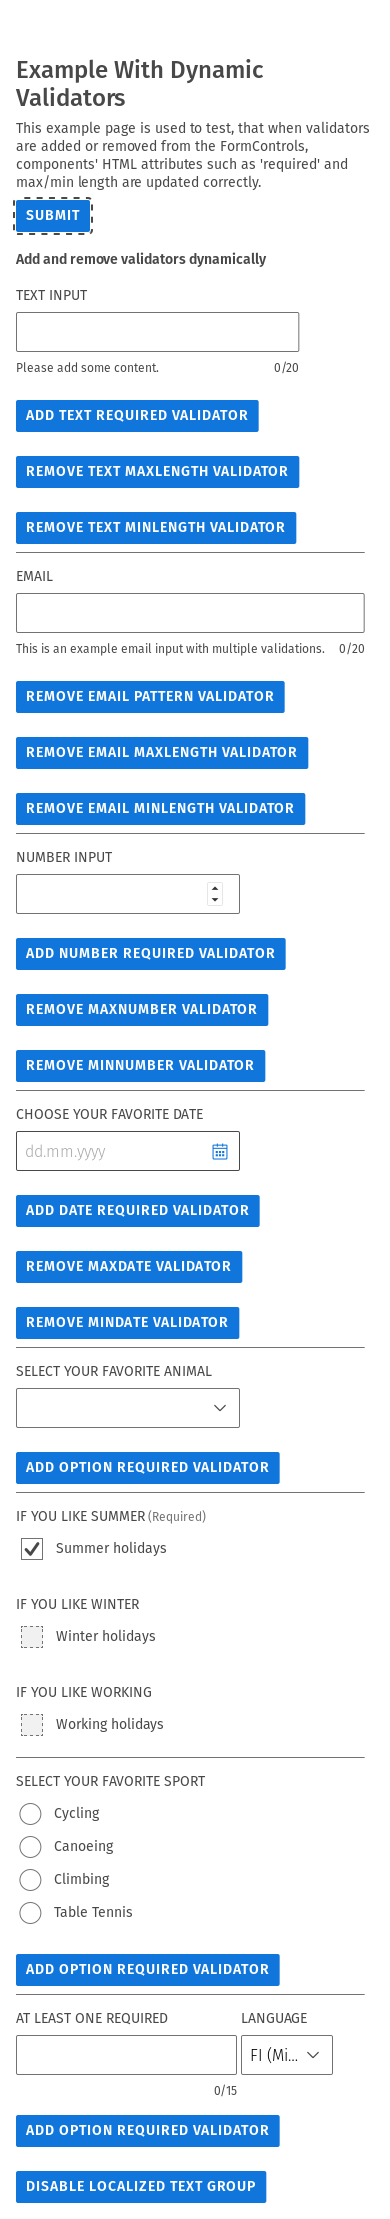 Example With Dynamic
Validators
This example page is used to test, that when validators
are added or removed from the FormControls,
components' HTML attributes such as 'required' and
max/min length are updated correctly.
SUBMIT
Add and remove validators dynamically
TEXT INPUT
Please add some content. 0/20
ADD TEXT REQUIRED VALIDATOR
REMOVE TEXT MAXLENGTH VALIDATOR
REMOVE TEXT MINLENGTH VALIDATOR
EMAIL
This is an example email input with multiple validations. 0/20
REMOVE EMAIL PATTERN VALIDATOR
REMOVE EMAIL MAXLENGTH VALIDATOR
REMOVE EMAIL MINLENGTH VALIDATOR
NUMBER INPUT
ADD NUMBER REQUIRED VALIDATOR
REMOVE MAXNUMBER VALIDATOR
REMOVE MINNUMBER VALIDATOR
CHOOSE YOUR FAVORITE DATE
dd.mm.yyyy
ADD DATE REQUIRED VALIDATOR
REMOVE MAXDATE VALIDATOR
REMOVE MINDATE VALIDATOR
SELECT YOUR FAVORITE ANIMAL
ADD OPTION REQUIRED VALIDATOR
IF YOU LIKE SUMMER (Required)
Summer holidays
IF YOU LIKE WINTER
Winter holidays
IF YOU LIKE WORKING
Working holidays
SELECT YOUR FAVORITE SPORT
Cycling
Canoeing
Climbing
Table Tennis
ADD OPTION REQUIRED VALIDATOR
AT LEAST ONE REQUIRED LANGUAGE
FI (Mi...
0/15
ADD OPTION REQUIRED VALIDATOR
DISABLE LOCALIZED TEXT GROUP